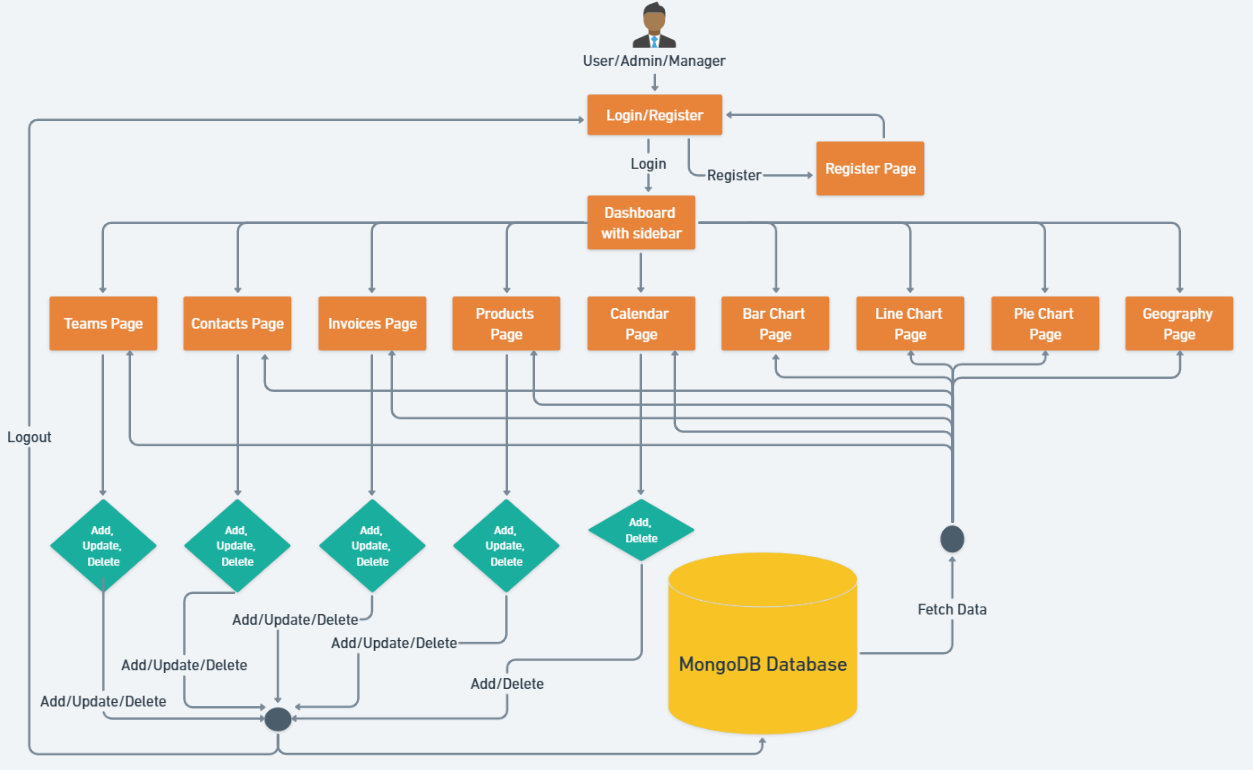 User/Admin/Manager
Login/Register
Login
Register
Register Page
Dashboard
with sidebar
Teams Page
Contacts Page
Invoices Page
Products
Page
Calendar
Page
Bar Chart
Page
Line Chart
Page
Pie Chart
Page
Geography
Page
Logout
Add,
Update,
Delete
Add,
Update,
Delete
Add,
Update,
Delete
Add,
Update,
Delete
Add,
Delete
Fetch Data
Add/Update/Delete
Add/Update/Delete
Add/Update/Delete
Add/Delete
Add/Update/Delete
MongoDB Database